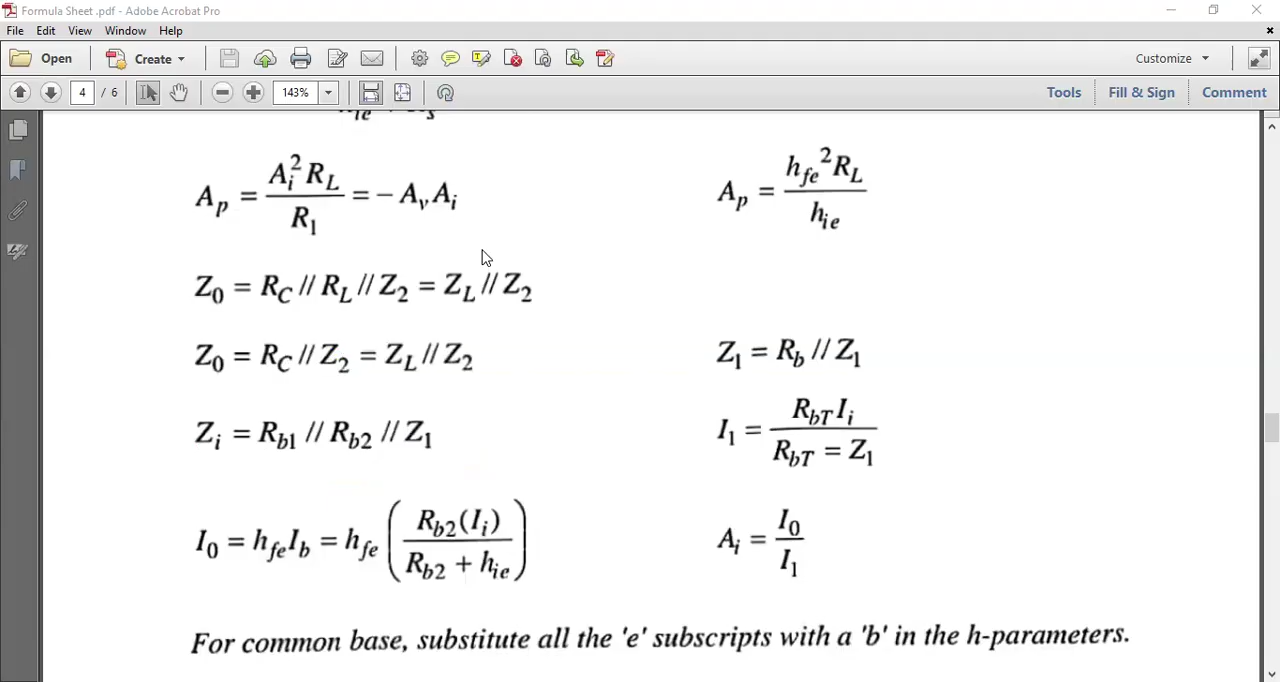 Formula Sheet .pdf - Adobe Acrobat Pro
File Edit View Window Help
Open Create Customize
4 / 6 143% Tools Fill & Sign Comment
A_p = A_i^2 R_L / R_1 = − A_v A_i
A_p = h_fe^2 R_L / h_ie
Z_0 = R_C // R_L // Z_2 = Z_L // Z_2
Z_0 = R_C // Z_2 = Z_L // Z_2
Z_1 = R_b // Z_1
Z_i = R_b1 // R_b2 // Z_1
I_1 = R_bT I_i / R_bT = Z_1
I_0 = h_fe I_b = h_fe ( R_b2 (I_i) / R_b2 + h_ie )
A_i = I_0 / I_1
For common base, substitute all the 'e' subscripts with a 'b' in the h-parameters.